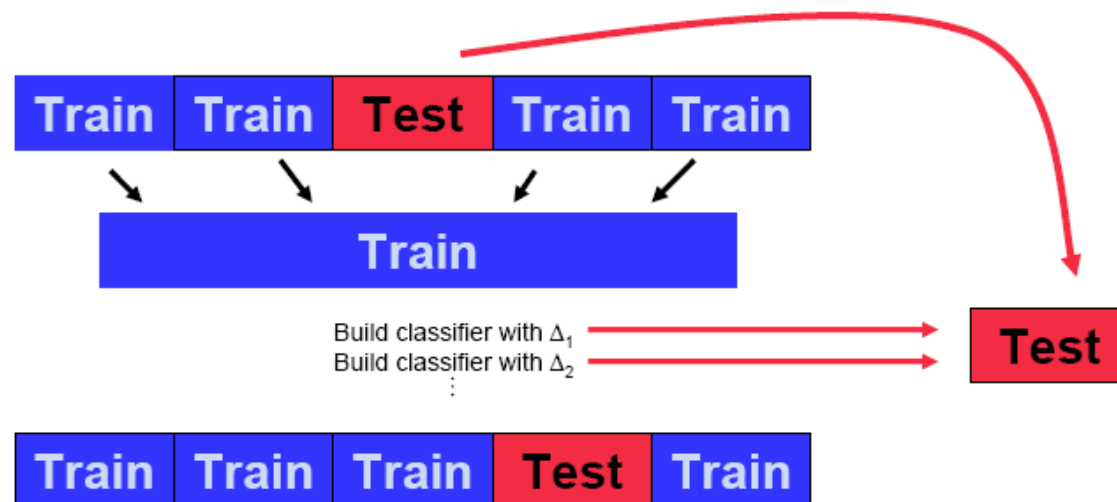 Train Train Test Train Train
Train
Build classifier with Δ₁
Build classifier with Δ₂
⋮
Test
Train Train Train Test Train